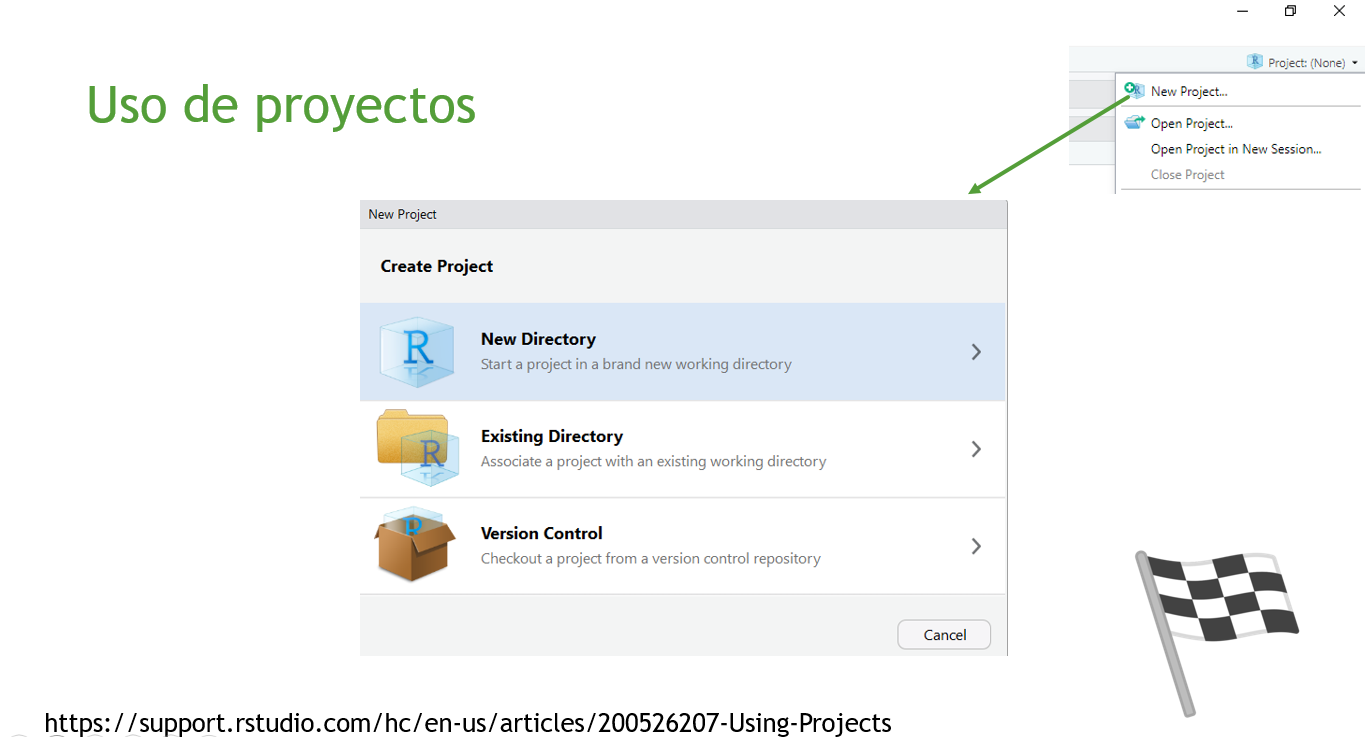 Uso de proyectos
Project: (None)
New Project...
Open Project...
Open Project in New Session...
Close Project
New Project
Create Project
R
New Directory
Start a project in a brand new working directory
R
Existing Directory
Associate a project with an existing working directory
R
Version Control
Checkout a project from a version control repository
Cancel
https://support.rstudio.com/hc/en-us/articles/200526207-Using-Projects